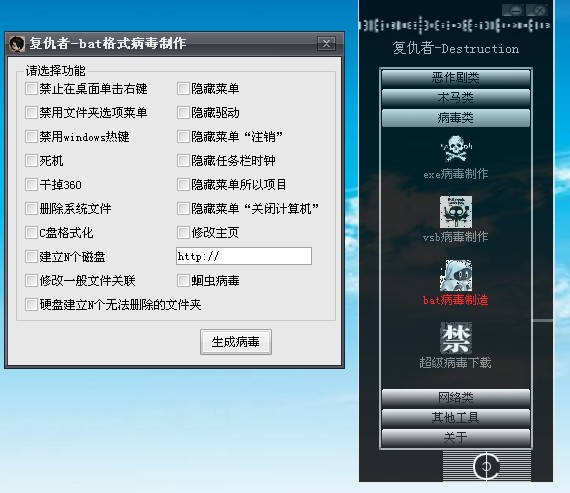 复仇者-bat格式病毒制作
请选择功能
禁止在桌面单击右键
隐藏菜单
禁用文件夹选项菜单
隐藏驱动
禁用windows热键
隐藏菜单“注销”
死机
隐藏任务栏时钟
干掉360
隐藏菜单所以项目
删除系统文件
隐藏菜单“关闭计算机”
C盘格式化
修改主页
建立N个磁盘
http://
修改一般文件关联
蛔虫病毒
硬盘建立N个无法删除的文件夹
生成病毒
复仇者-Destruction
恶作剧类
木马类
病毒类
exe病毒制作
vsb病毒制作
bat病毒制造
禁
超级病毒下载
网络类
其他工具
关于